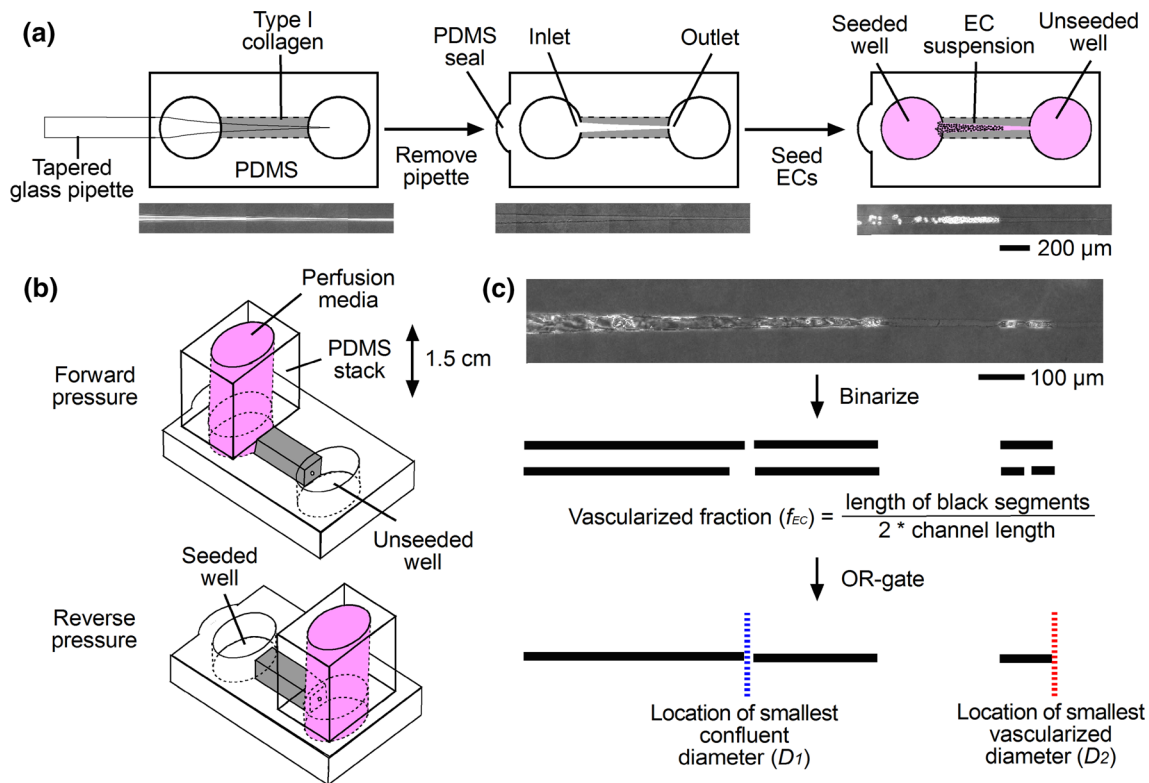 (a)
Type I
collagen
PDMS
seal
Inlet
Outlet
Seeded
well
EC
suspension
Unseeded
well
Tapered
glass pipette
PDMS
Remove
pipette
Seed
ECs
200 µm
(b)
Perfusion
media
PDMS
stack
1.5 cm
Forward
pressure
Unseeded
well
Seeded
well
Reverse
pressure
(c)
100 µm
Binarize
Vascularized fraction (fEC) = length of black segments
2 * channel length
OR-gate
Location of smallest
confluent
diameter (D1)
Location of smallest
vascularized
diameter (D2)